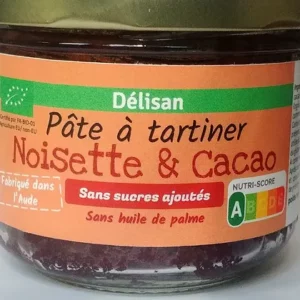 Délisan
Pâte à tartiner
Noisette & Cacao
Sans sucres ajoutés
Sans huile de palme
Fabriqué dans
l'Aude
NUTRI-SCORE
A B C D E